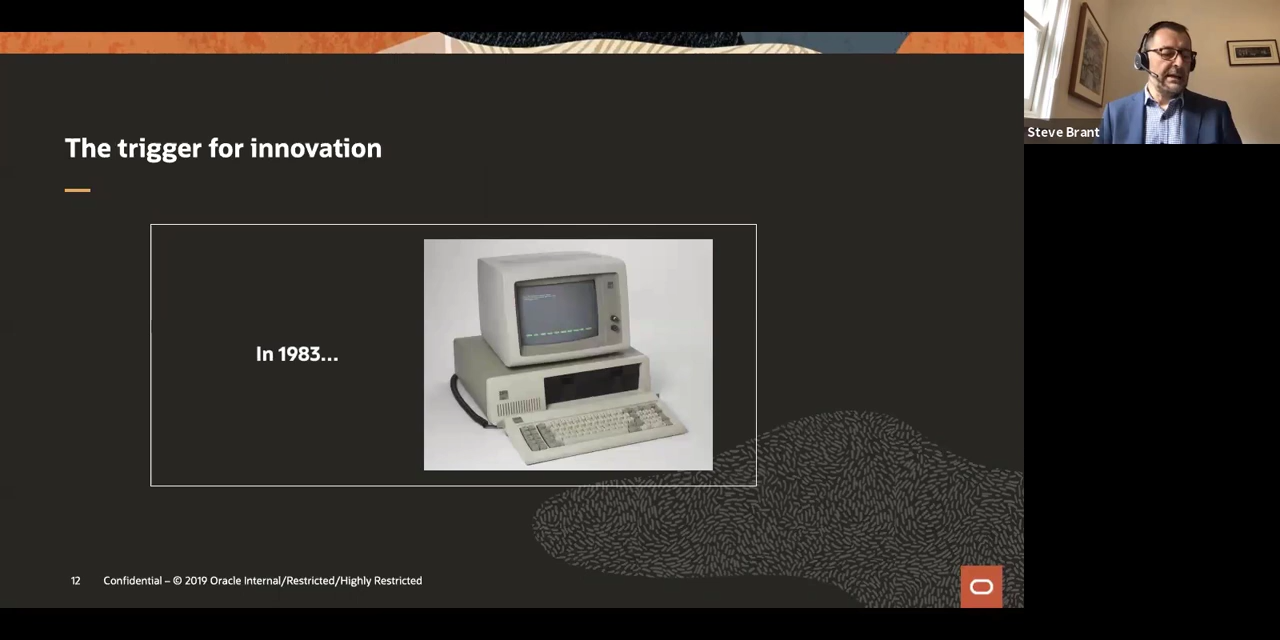 The trigger for innovation
In 1983...
12 Confidential – © 2019 Oracle Internal/Restricted/Highly Restricted
Steve Brant